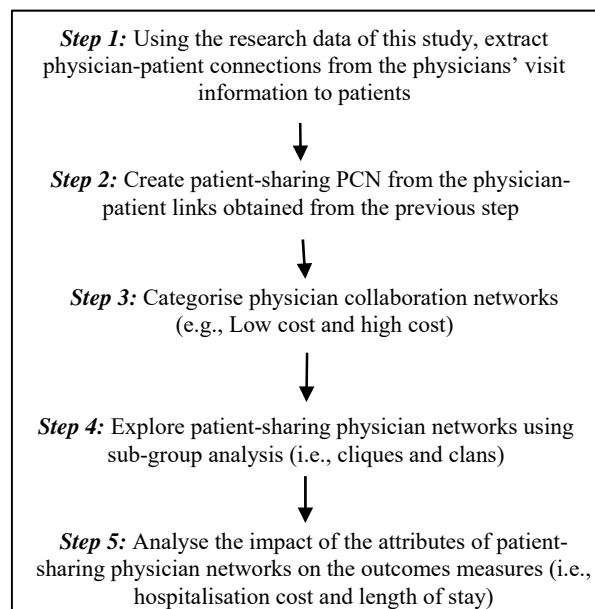 Step 1: Using the research data of this study, extract
physician-patient connections from the physicians’ visit
information to patients
Step 2: Create patient-sharing PCN from the physician-
patient links obtained from the previous step
Step 3: Categorise physician collaboration networks
(e.g., Low cost and high cost)
Step 4: Explore patient-sharing physician networks using
sub-group analysis (i.e., cliques and clans)
Step 5: Analyse the impact of the attributes of patient-
sharing physician networks on the outcomes measures (i.e.,
hospitalisation cost and length of stay)